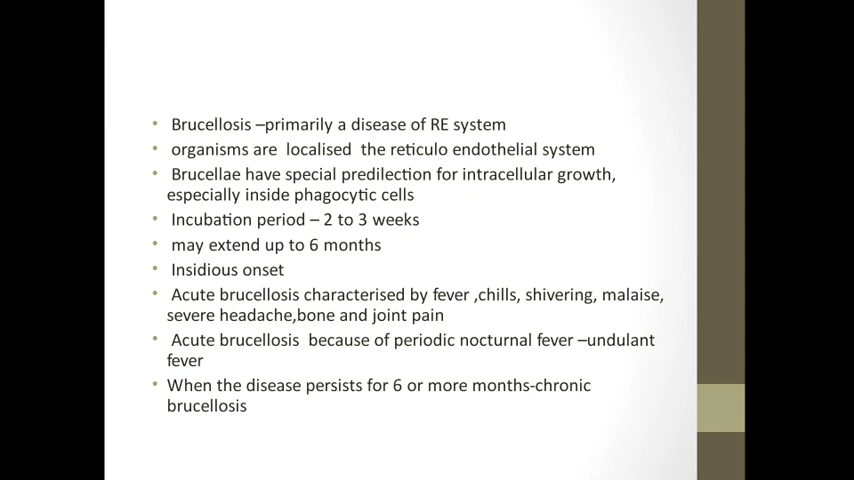 • Brucellosis –primarily a disease of RE system
• organisms are localised the reticulo endothelial system
• Brucellae have special predilection for intracellular growth,
especially inside phagocytic cells
• Incubation period – 2 to 3 weeks
• may extend up to 6 months
• Insidious onset
• Acute brucellosis characterised by fever ,chills, shivering, malaise,
severe headache,bone and joint pain
• Acute brucellosis because of periodic nocturnal fever –undulant
fever
• When the disease persists for 6 or more months-chronic
brucellosis